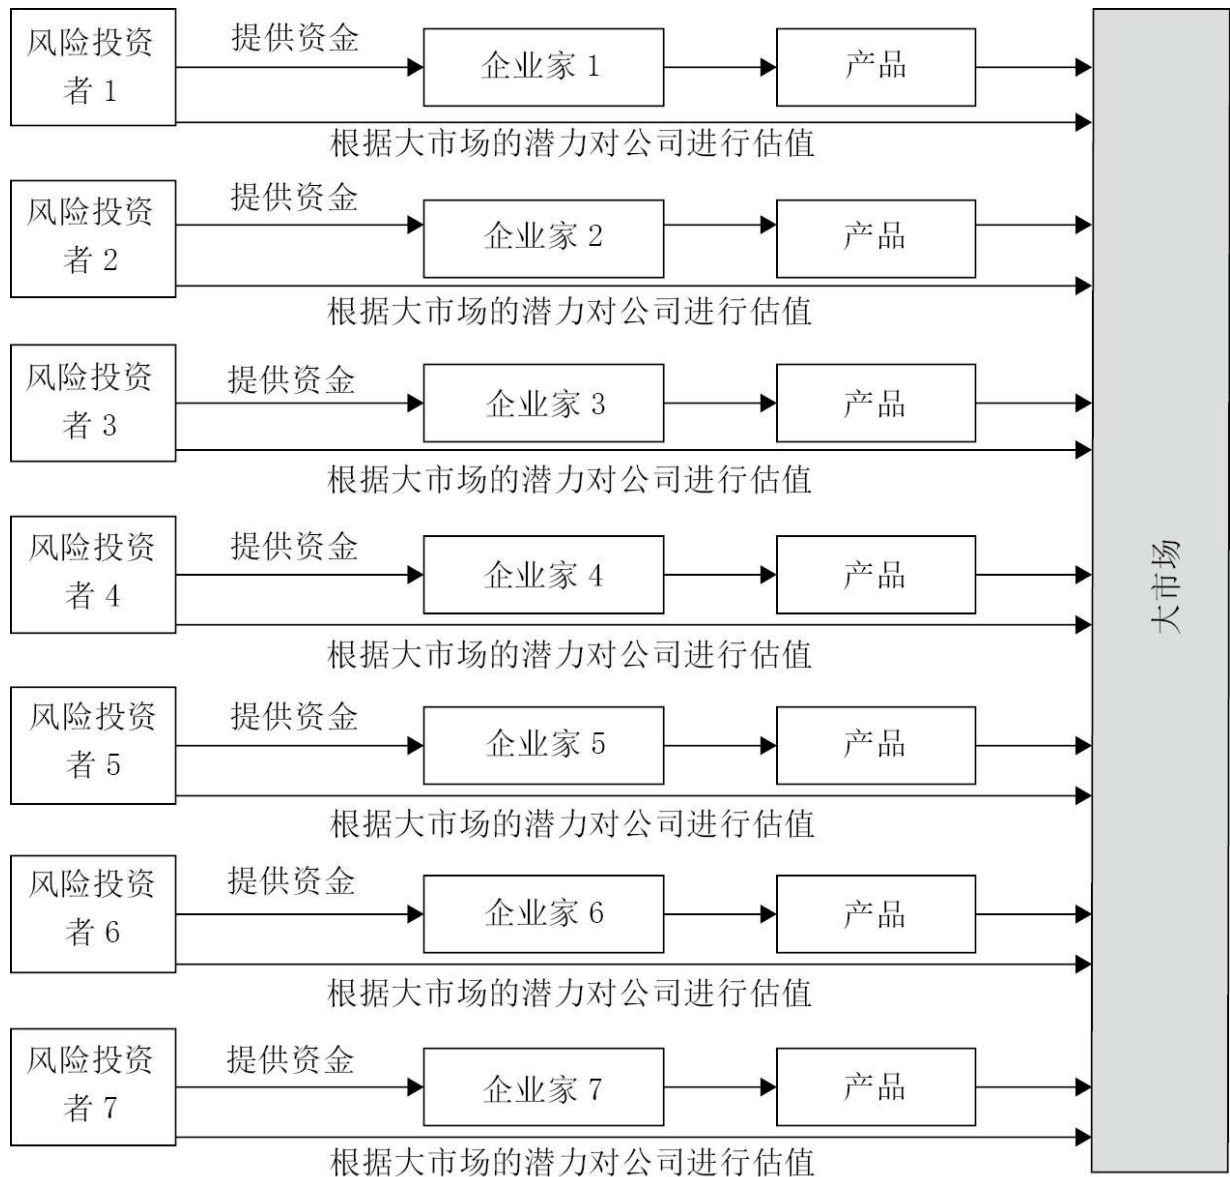 风险投资
者 1
提供资金
企业家 1
产品
根据大市场的潜力对公司进行估值
风险投资
者 2
提供资金
企业家 2
产品
根据大市场的潜力对公司进行估值
风险投资
者 3
提供资金
企业家 3
产品
根据大市场的潜力对公司进行估值
风险投资
者 4
提供资金
企业家 4
产品
根据大市场的潜力对公司进行估值
风险投资
者 5
提供资金
企业家 5
产品
根据大市场的潜力对公司进行估值
风险投资
者 6
提供资金
企业家 6
产品
根据大市场的潜力对公司进行估值
风险投资
者 7
提供资金
企业家 7
产品
根据大市场的潜力对公司进行估值
大市场